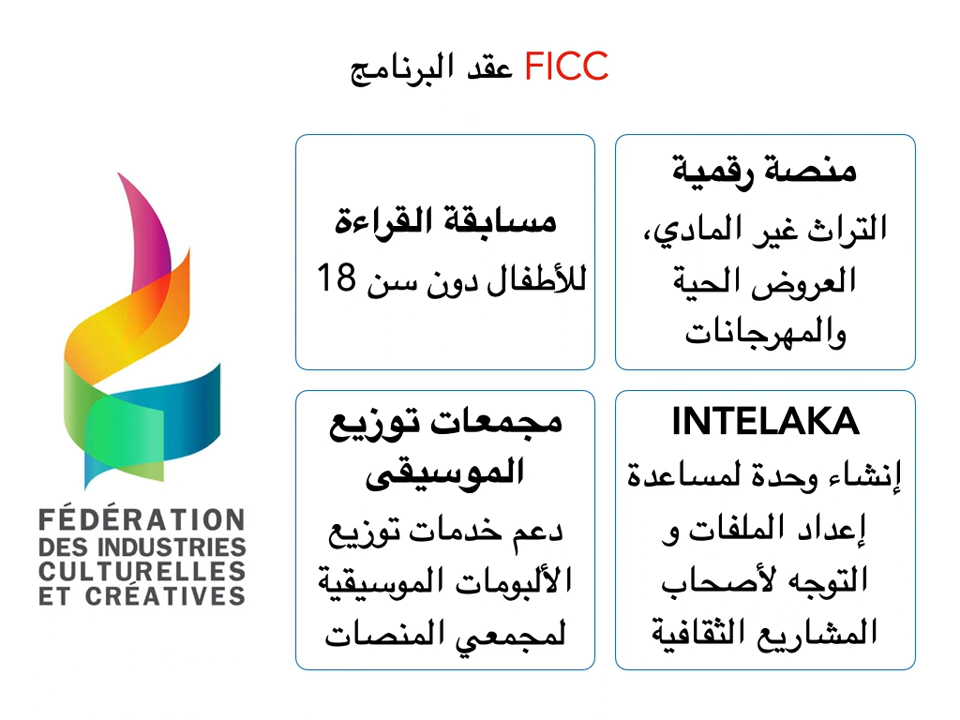 عقد البرنامج FICC
منصة رقمية
التراث غير المادي،
العروض الحية
والمهرجانات
مسابقة القراءة
للأطفال دون سن 18
INTELAKA
إنشاء وحدة لمساعدة
إعداد الملفات و
التوجه لأصحاب
المشاريع الثقافية
مجمعات توزيع
الموسيقى
دعم خدمات توزيع
الألبومات الموسيقية
لمجمعي المنصات
FÉDÉRATION
DES INDUSTRIES
CULTURELLES
ET CRÉATIVES